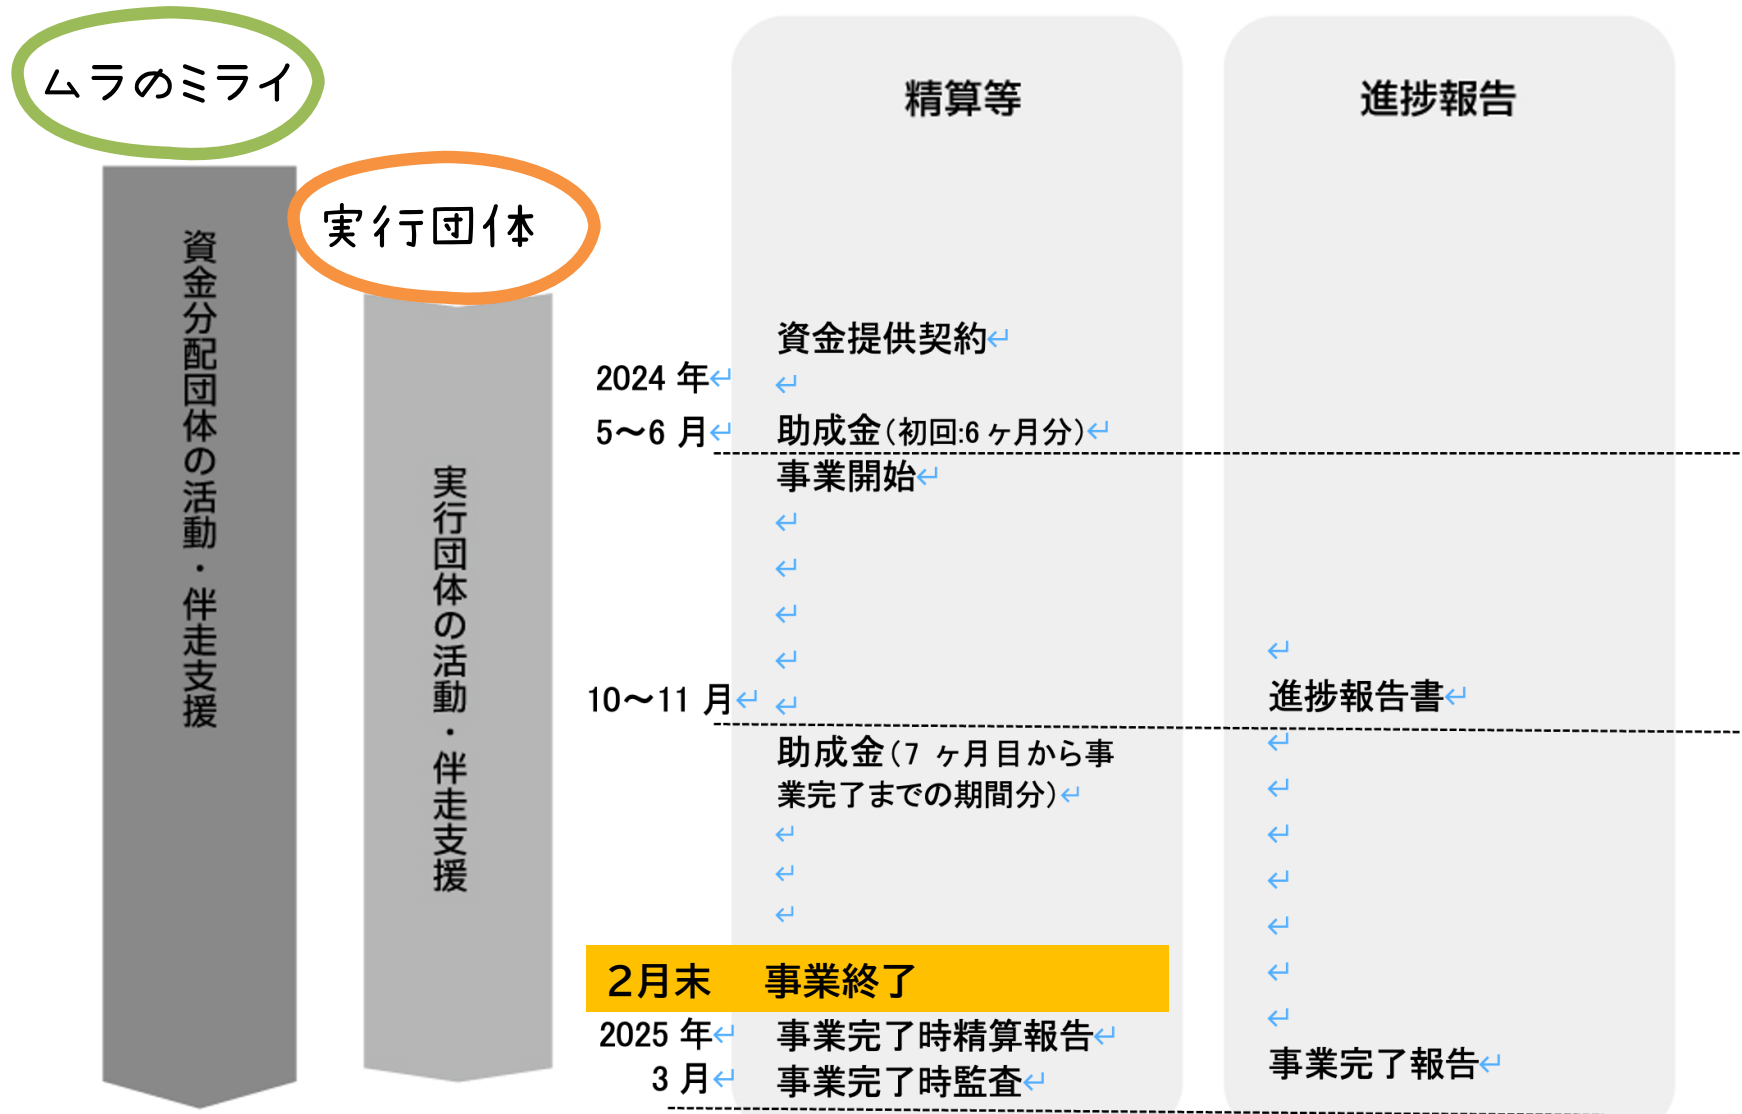 ムラのミライ
資金分配団体の活動・伴走支援
実行団体
実行団体の活動・伴走支援
精算等
進捗報告
資金提供契約↵
2024 年↵
↵
5～6 月↵
助成金（初回:6 ヶ月分）↵
事業開始↵
↵
↵
↵
↵
↵
進捗報告書↵
10～11 月↵
↵
助成金（7 ヶ月目から事
業完了までの期間分）↵
↵
↵
↵
↵
↵
↵
↵
↵
↵
↵
2月末 事業終了
2025 年↵
事業完了時精算報告↵
3 月↵
事業完了時監査↵
事業完了報告↵